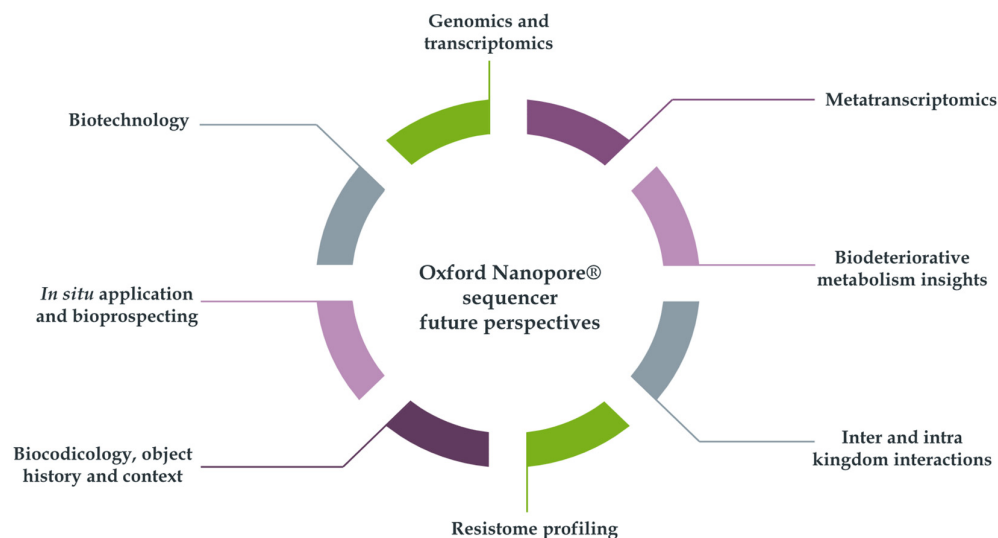 Genomics and
transcriptomics
Metatranscriptomics
Biotechnology
Biodeteriorative
metabolism insights
Oxford Nanopore®
sequencer
future perspectives
In situ application
and bioprospecting
Inter and intra
kingdom interactions
Biocodicology, object
history and context
Resistome profiling